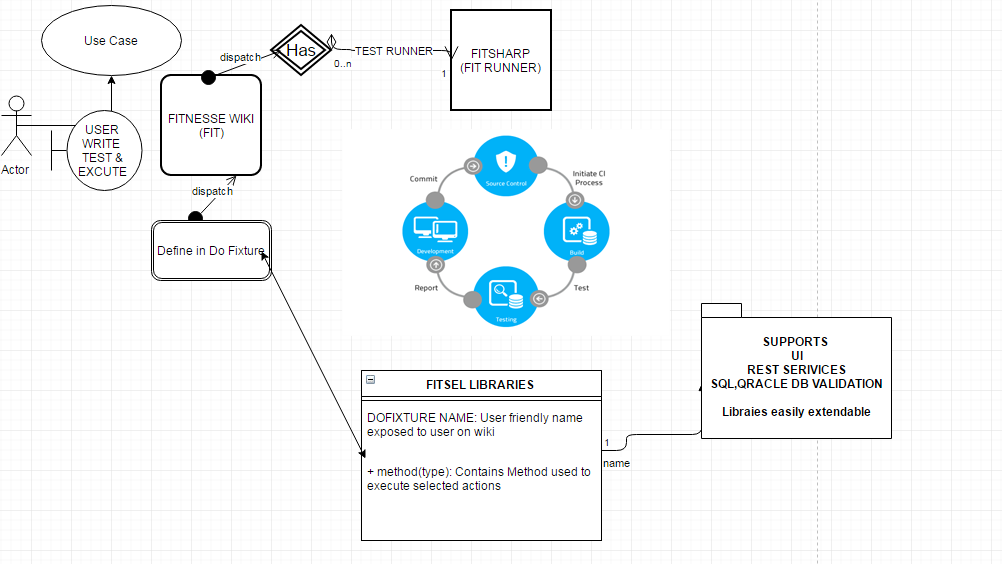 Use Case
Has
TEST RUNNER
0..n
1
FITSHARP
(FIT RUNNER)
dispatch
FITNESSE WIKI
(FIT)
Actor
USER
WRITE
TEST &
EXCUTE
dispatch
Define in Do Fixture
Source Control
Commit
Initiate CI
Process
Development
Build
Report
Test
Testing
FITSEL LIBRARIES
DOFIXTURE NAME: User friendly name
exposed to user on wiki
+ method(type): Contains Method used to
execute selected actions
1
name
SUPPORTS
UI
REST SERIVICES
SQL,QRACLE DB VALIDATION
Libraies easily extendable